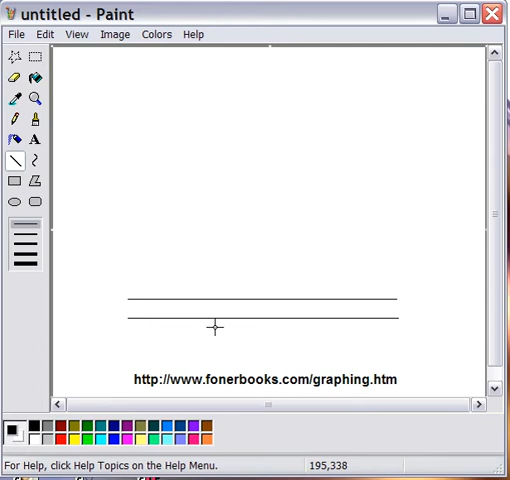 untitled - Paint
File Edit View Image Colors Help
A
http://www.fonerbooks.com/graphing.htm
For Help, click Help Topics on the Help Menu. 195,338